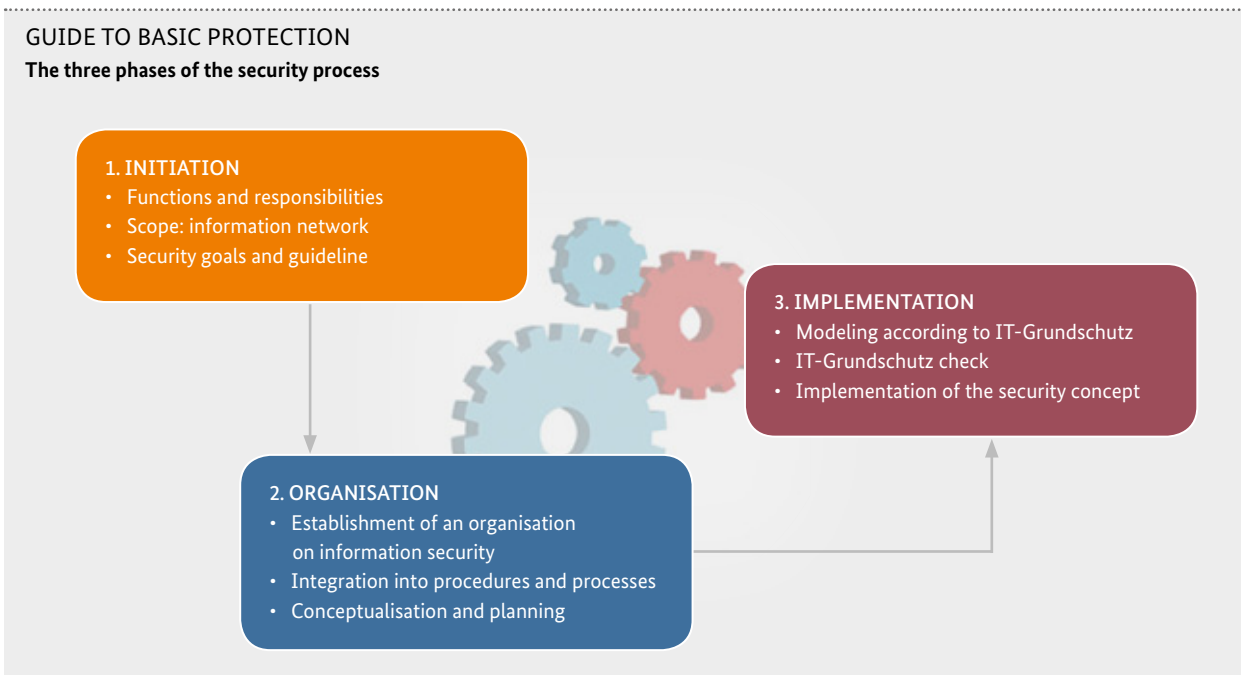 GUIDE TO BASIC PROTECTION
The three phases of the security process
1. INITIATION
• Functions and responsibilities
• Scope: information network
• Security goals and guideline
2. ORGANISATION
• Establishment of an organisation
on information security
• Integration into procedures and processes
• Conceptualisation and planning
3. IMPLEMENTATION
• Modeling according to IT-Grundschutz
• IT-Grundschutz check
• Implementation of the security concept